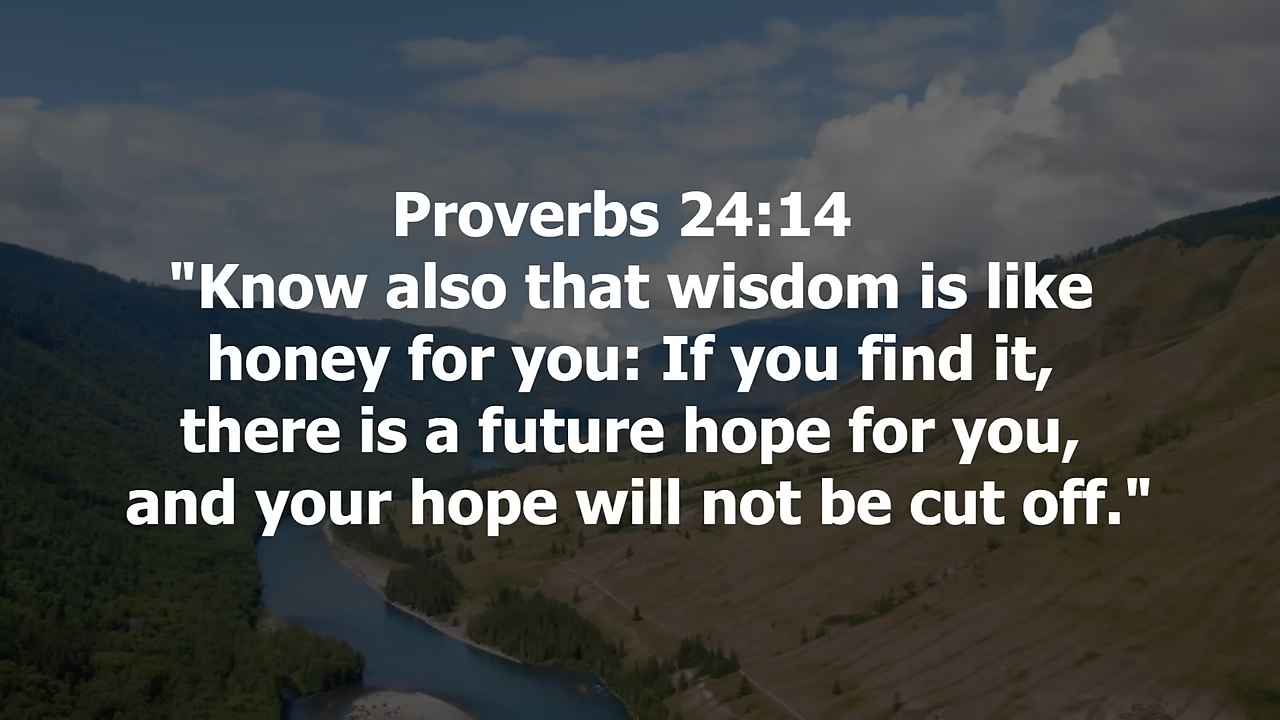 Proverbs 24:14
"Know also that wisdom is like
honey for you: If you find it,
there is a future hope for you,
and your hope will not be cut off."